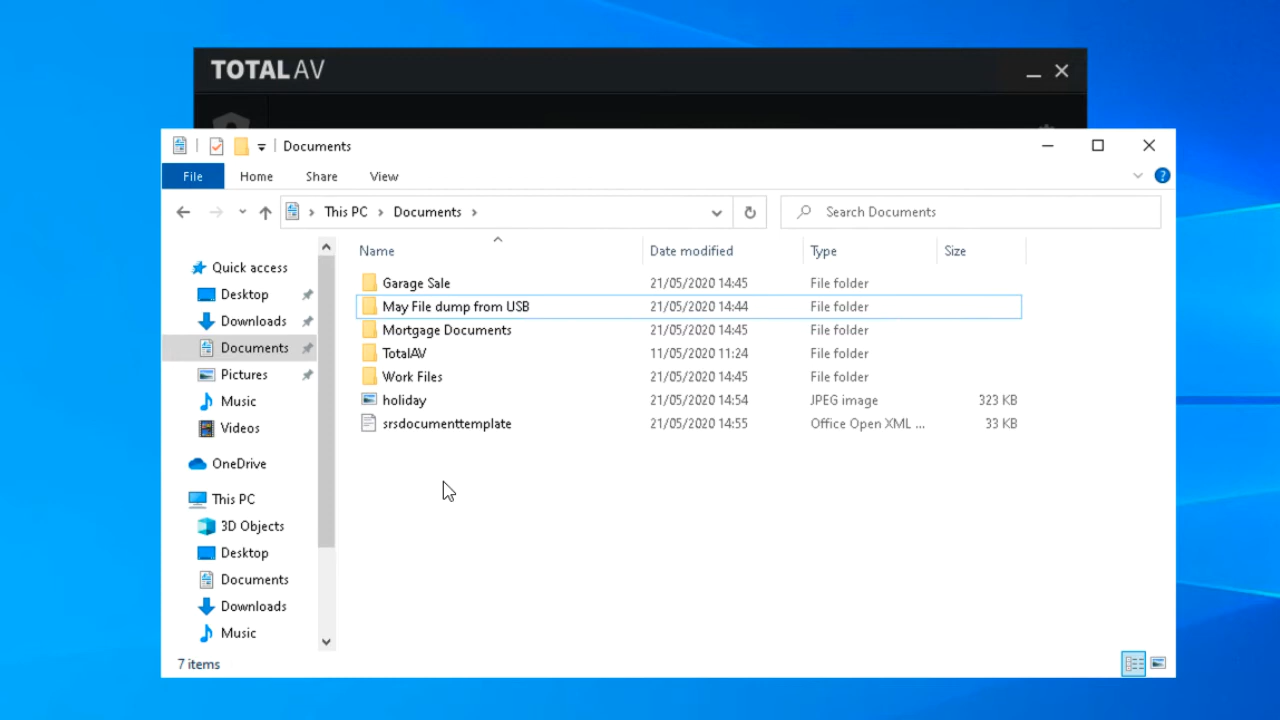 TOTAL AV
Documents
File Home Share View
This PC Documents Search Documents
Name Date modified Type Size
Quick access
Desktop
Downloads
Documents
Pictures
Music
Videos
OneDrive
This PC
3D Objects
Desktop
Documents
Downloads
Music
Garage Sale 21/05/2020 14:45 File folder
May File dump from USB 21/05/2020 14:44 File folder
Mortgage Documents 21/05/2020 14:45 File folder
TotalAV 11/05/2020 11:24 File folder
Work Files 21/05/2020 14:45 File folder
holiday 21/05/2020 14:54 JPEG image 323 KB
srsdocumenttemplate 21/05/2020 14:55 Office Open XML ... 33 KB
7 items